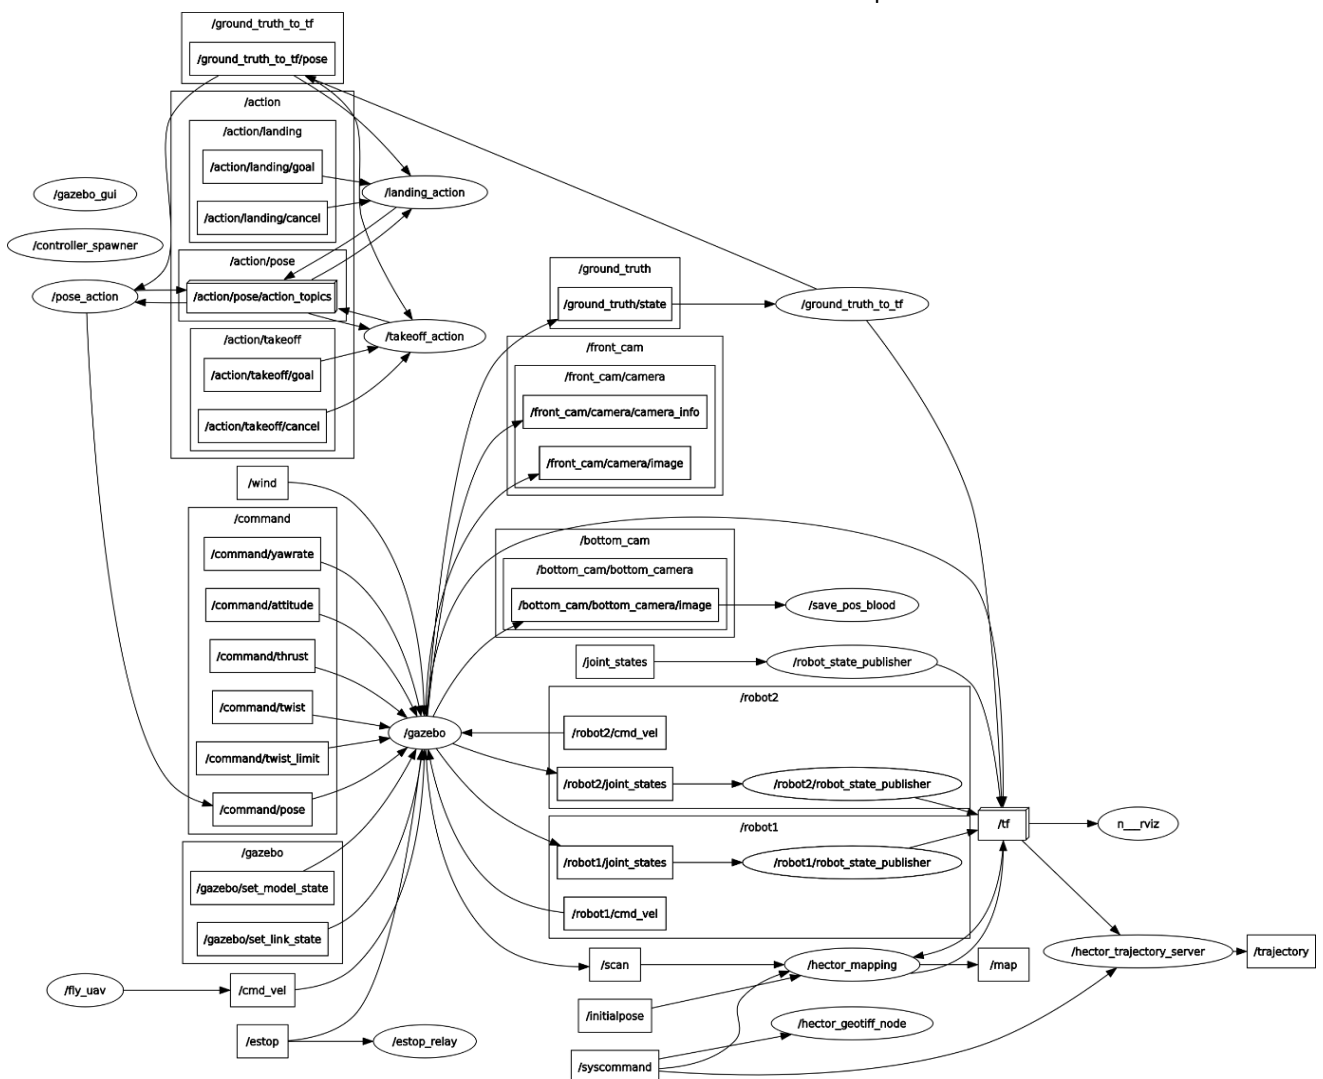 /ground_truth_to_tf
/ground_truth_to_tf/pose
/action
/action/landing
/action/landing/goal
/action/landing/cancel
/landing_action
/gazebo_gui
/controller_spawner
/pose_action
/action/pose
/action/pose/action_topics
/takeoff_action
/action/takeoff
/action/takeoff/goal
/action/takeoff/cancel
/ground_truth
/ground_truth/state
/ground_truth_to_tf
/front_cam
/front_cam/camera
/front_cam/camera/camera_info
/front_cam/camera/image
/wind
/command
/command/yawrate
/command/attitude
/command/thrust
/command/twist
/command/twist_limit
/command/pose
/bottom_cam
/bottom_cam/bottom_camera
/bottom_cam/bottom_camera/image
/save_pos_blood
/joint_states
/robot_state_publisher
/gazebo
/robot2
/robot2/cmd_vel
/robot2/joint_states
/robot2/robot_state_publisher
/robot1
/robot1/joint_states
/robot1/robot_state_publisher
/robot1/cmd_vel
/tf
n___rviz
/gazebo
/gazebo/set_model_state
/gazebo/set_link_state
/fly_uav
/cmd_vel
/estop
/estop_relay
/scan
/hector_mapping
/map
/initialpose
/hector_geotiff_node
/syscommand
/hector_trajectory_server
/trajectory